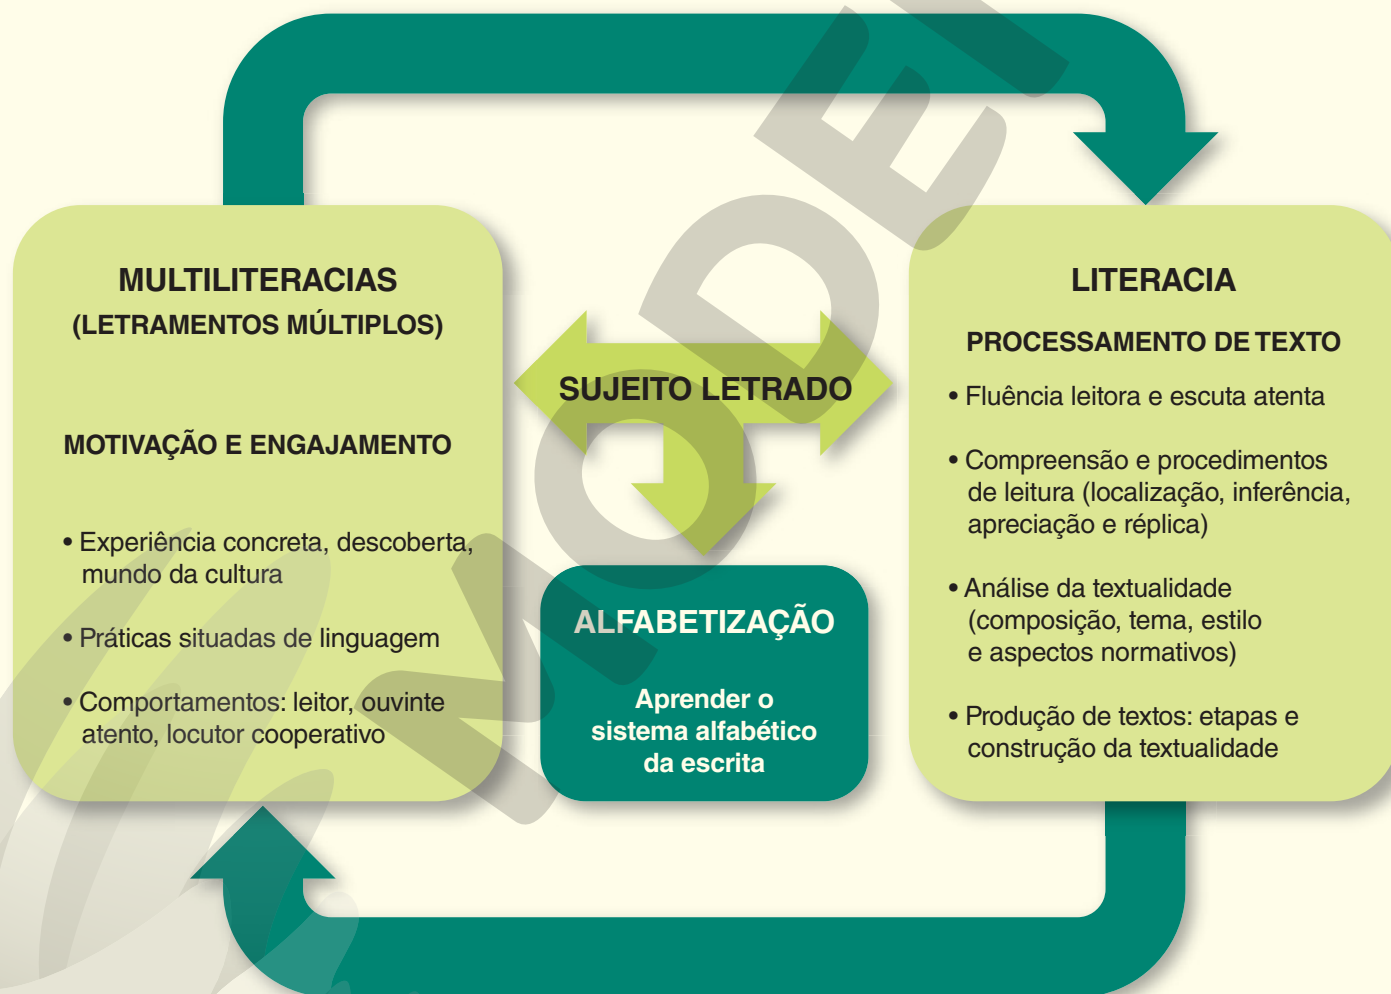 MULTILITERACIAS
(LETRAMENTOS MÚLTIPLOS)
MOTIVAÇÃO E ENGAJAMENTO
• Experiência concreta, descoberta,
mundo da cultura
• Práticas situadas de linguagem
• Comportamentos: leitor, ouvinte
atento, locutor cooperativo
SUJEITO LETRADO
ALFABETIZAÇÃO
Aprender o
sistema alfabético
da escrita
LITERACIA
PROCESSAMENTO DE TEXTO
• Fluência leitora e escuta atenta
• Compreensão e procedimentos
de leitura (localização, inferência,
apreciação e réplica)
• Análise da textualidade
(composição, tema, estilo
e aspectos normativos)
• Produção de textos: etapas e
construção da textualidade
MODE